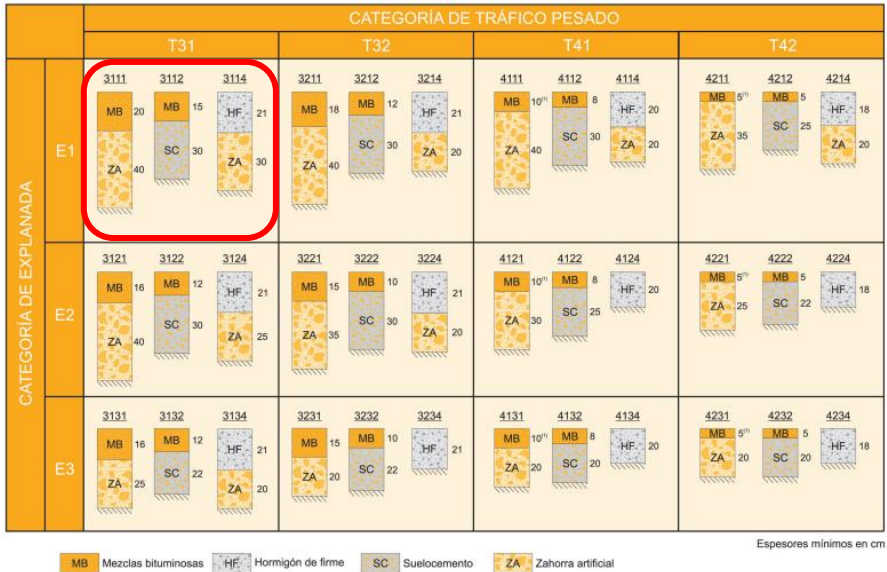 CATEGORÍA DE TRÁFICO PESADO
T31 T32 T41 T42
CATEGORÍA DE EXPLANADA
E1
3111 3112 3114 3211 3212 3214 4111 4112 4114 4211 4212 4214
MB 20 MB 15 HF 21 MB 18 MB 12 HF 21 MB 10⁽¹⁾ MB 8 HF 20 MB 5⁽¹⁾ MB 5 HF 18
ZA 40 SC 30 ZA 30 ZA 40 SC 30 ZA 20 ZA 40 SC 30 ZA 20 ZA 35 SC 25 ZA 20
E2
3121 3122 3124 3221 3222 3224 4121 4122 4124 4221 4222 4224
MB 16 MB 12 HF 21 MB 15 MB 10 HF 21 MB 10⁽¹⁾ MB 8 HF 20 MB 5⁽¹⁾ MB 5 HF 18
ZA 40 SC 30 ZA 25 ZA 35 SC 30 ZA 20 ZA 30 SC 25 ZA 25 SC 22
E3
3131 3132 3134 3231 3232 3234 4131 4132 4134 4231 4232 4234
MB 16 MB 12 HF 21 MB 15 MB 10 HF 21 MB 10⁽¹⁾ MB 8 HF 20 MB 5⁽¹⁾ MB 5 HF 18
ZA 25 SC 22 ZA 20 ZA 20 SC 22 ZA 20 SC 20 ZA 20 SC 20
Espesores mínimos en cm
MB Mezclas bituminosas HF Hormigón de firme SC Suelocemento ZA Zahorra artificial